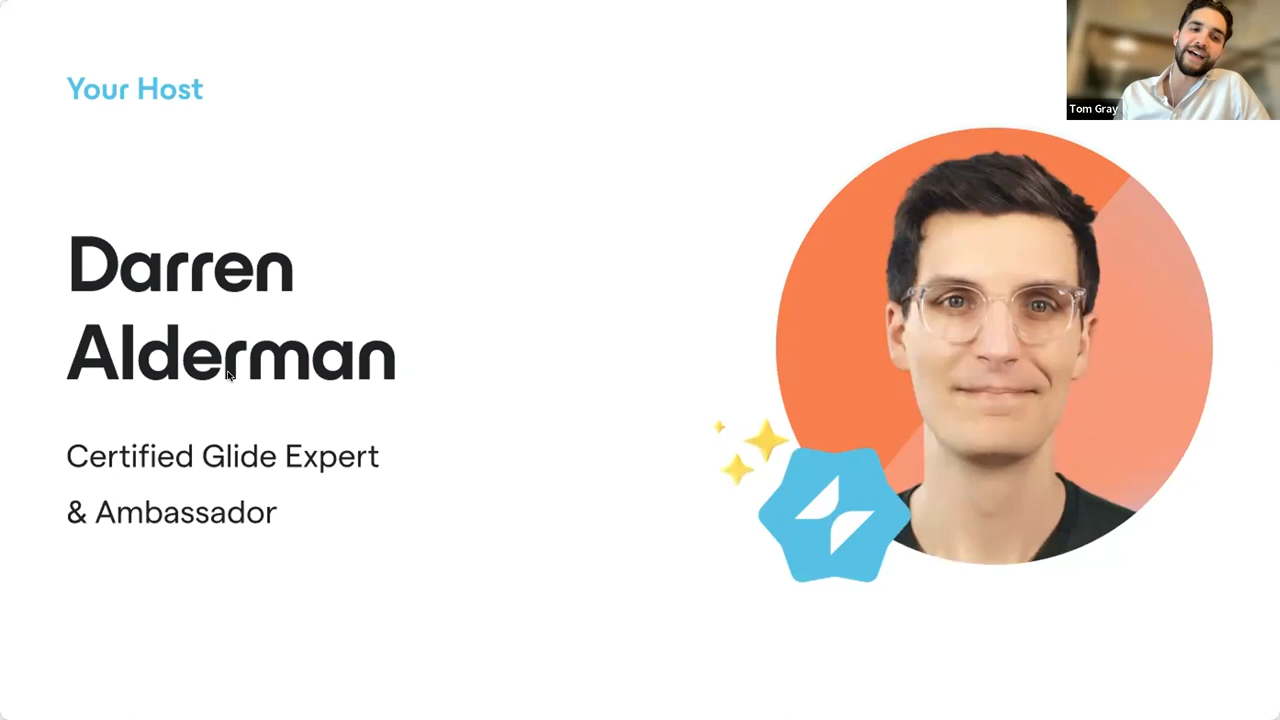 Your Host
Tom Gray
Darren
Alderman
Certified Glide Expert
& Ambassador